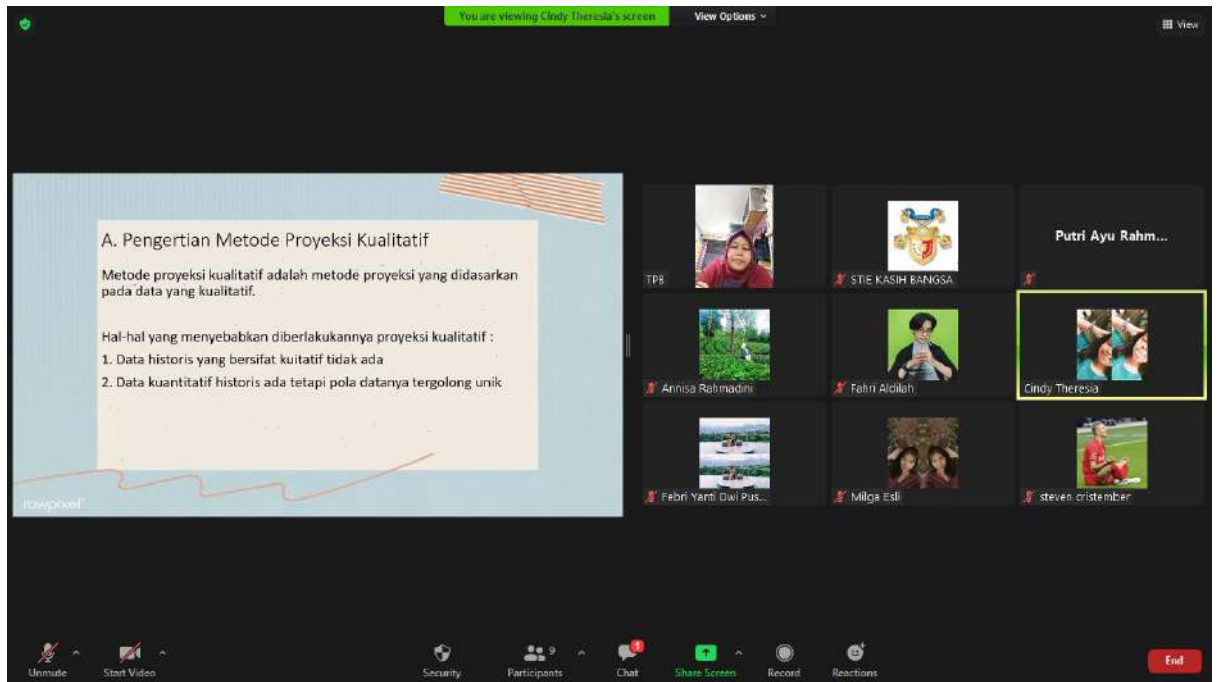 You are viewing Cindy Theresia's screen View Options
View
A. Pengertian Metode Proyeksi Kualitatif
Metode proyeksi kualitatif adalah metode proyeksi yang didasarkan
pada data yang kualitatif.
Hal-hal yang menyebabkan diberlakukannya proyeksi kualitatif :
1. Data historis yang bersifat kuitatif tidak ada
2. Data kuantitatif historis ada tetapi pola datanya tergolong unik
rawpixel
TPB
STIE KASIH BANGSA
Putri Ayu Rahm...
Annisa Rahmadini
Fahri Aldilah
Cindy Theresia
Febri Yanti Dwi Pus...
Milga Esli
steven cristember
Unmute
Start Video
Security
9
Participants
1
Chat
Share Screen
Record
Reactions
End